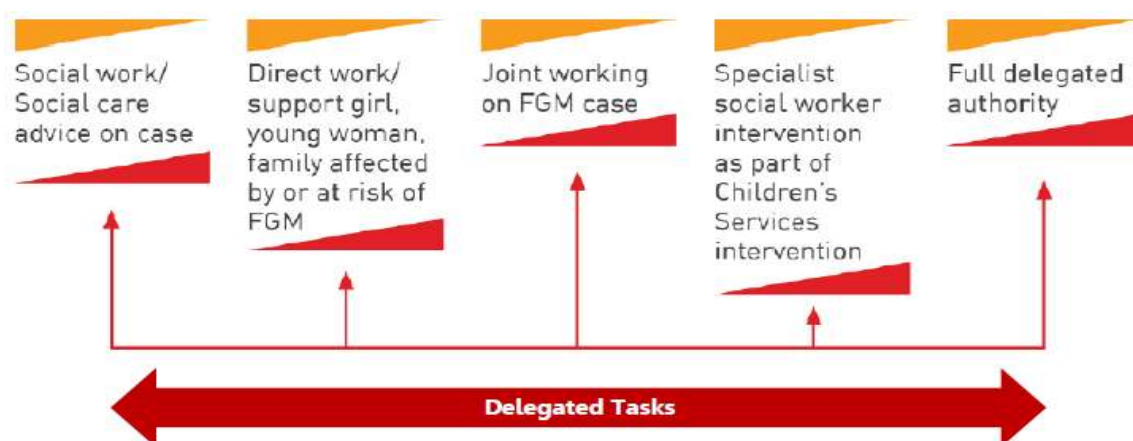 Social work/
Social care
advice on case
Direct work/
support girl,
young woman,
family affected
by or at risk of
FGM
Joint working
on FGM case
Specialist
social worker
intervention
as part of
Children's
Services
intervention
Full delegated
authority
Delegated Tasks